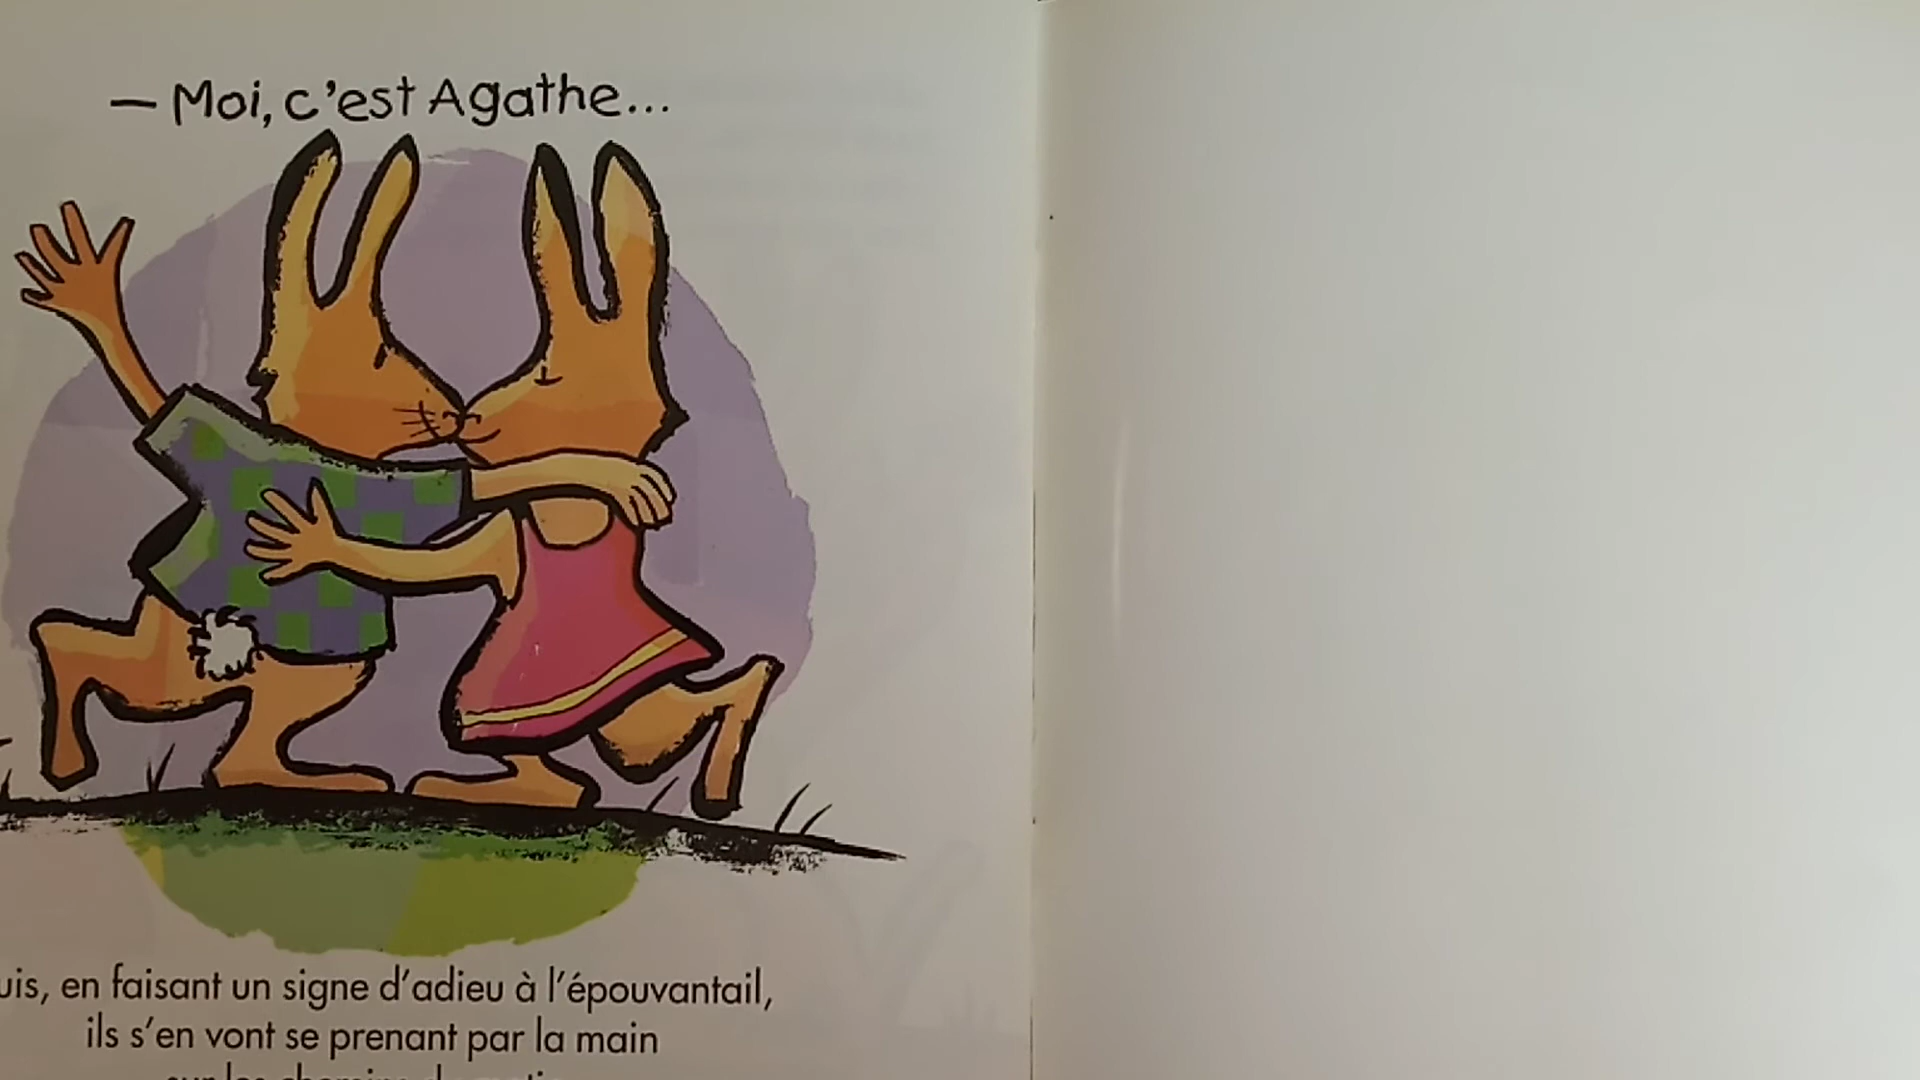 — Moi, c'est Agathe...
uis, en faisant un signe d'adieu à l'épouvantail,
ils s'en vont se prenant par la main